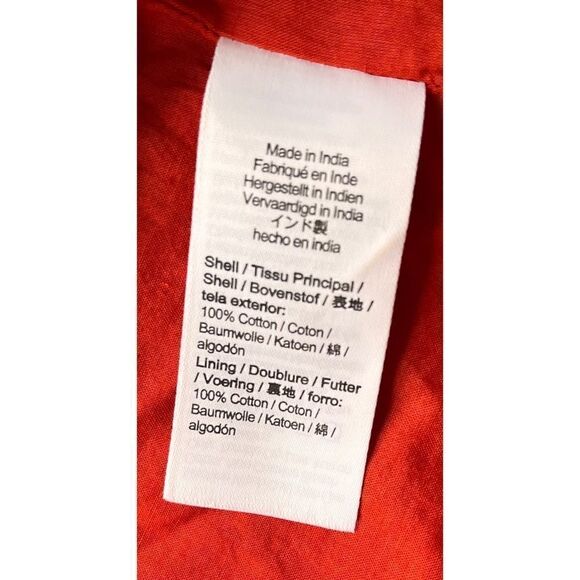 Made in India
Fabriqué en Inde
Hergestellt in Indien
Vervaardigd in India
インド製
hecho en india
Shell / Tissu Principal /
Shell / Bovenstof / 表地 /
tela exterior:
100% Cotton / Coton /
Baumwolle / Katoen / 綿 /
algodón
Lining / Doublure / Futter
/ Voering / 裏地 / forro:
100% Cotton / Coton /
Baumwolle / Katoen / 綿 /
algodón